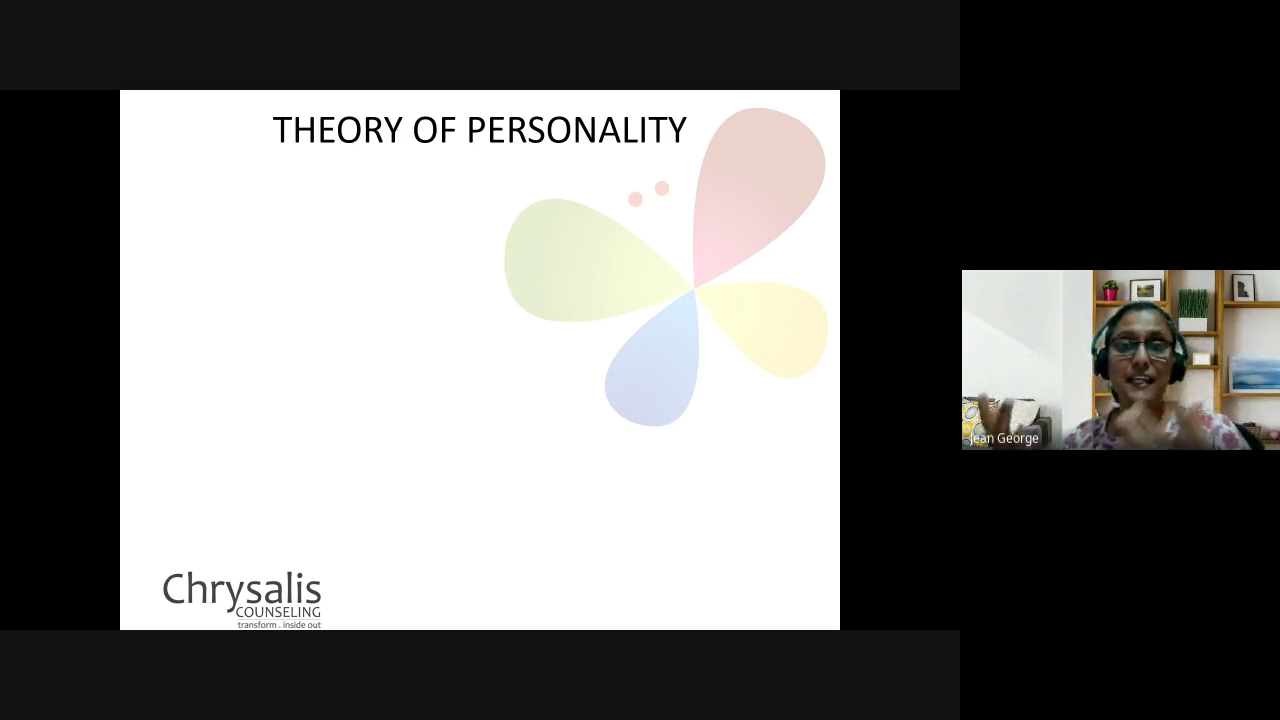 THEORY OF PERSONALITY
Jean George
Chrysalis
COUNSELING
transform . inside out